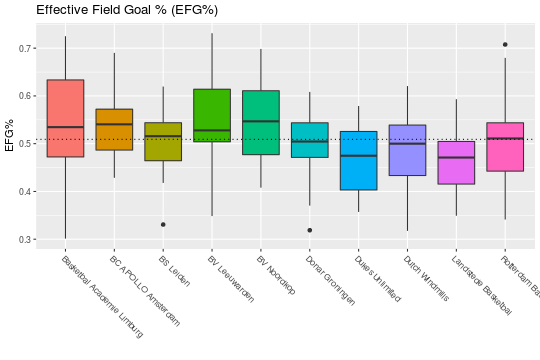 Effective Field Goal % (EFG%)
EFG%
0.7
0.6
0.5
0.4
0.3
Basketbal Academie Limburg
BC APOLLO Amsterdam
BS Leiden
BV Leeuwarden
BV Noordkop
Donar Groningen
Dukes Unlimited
Dutch Windmills
Landstede Basketbal
Rotterdam Bas